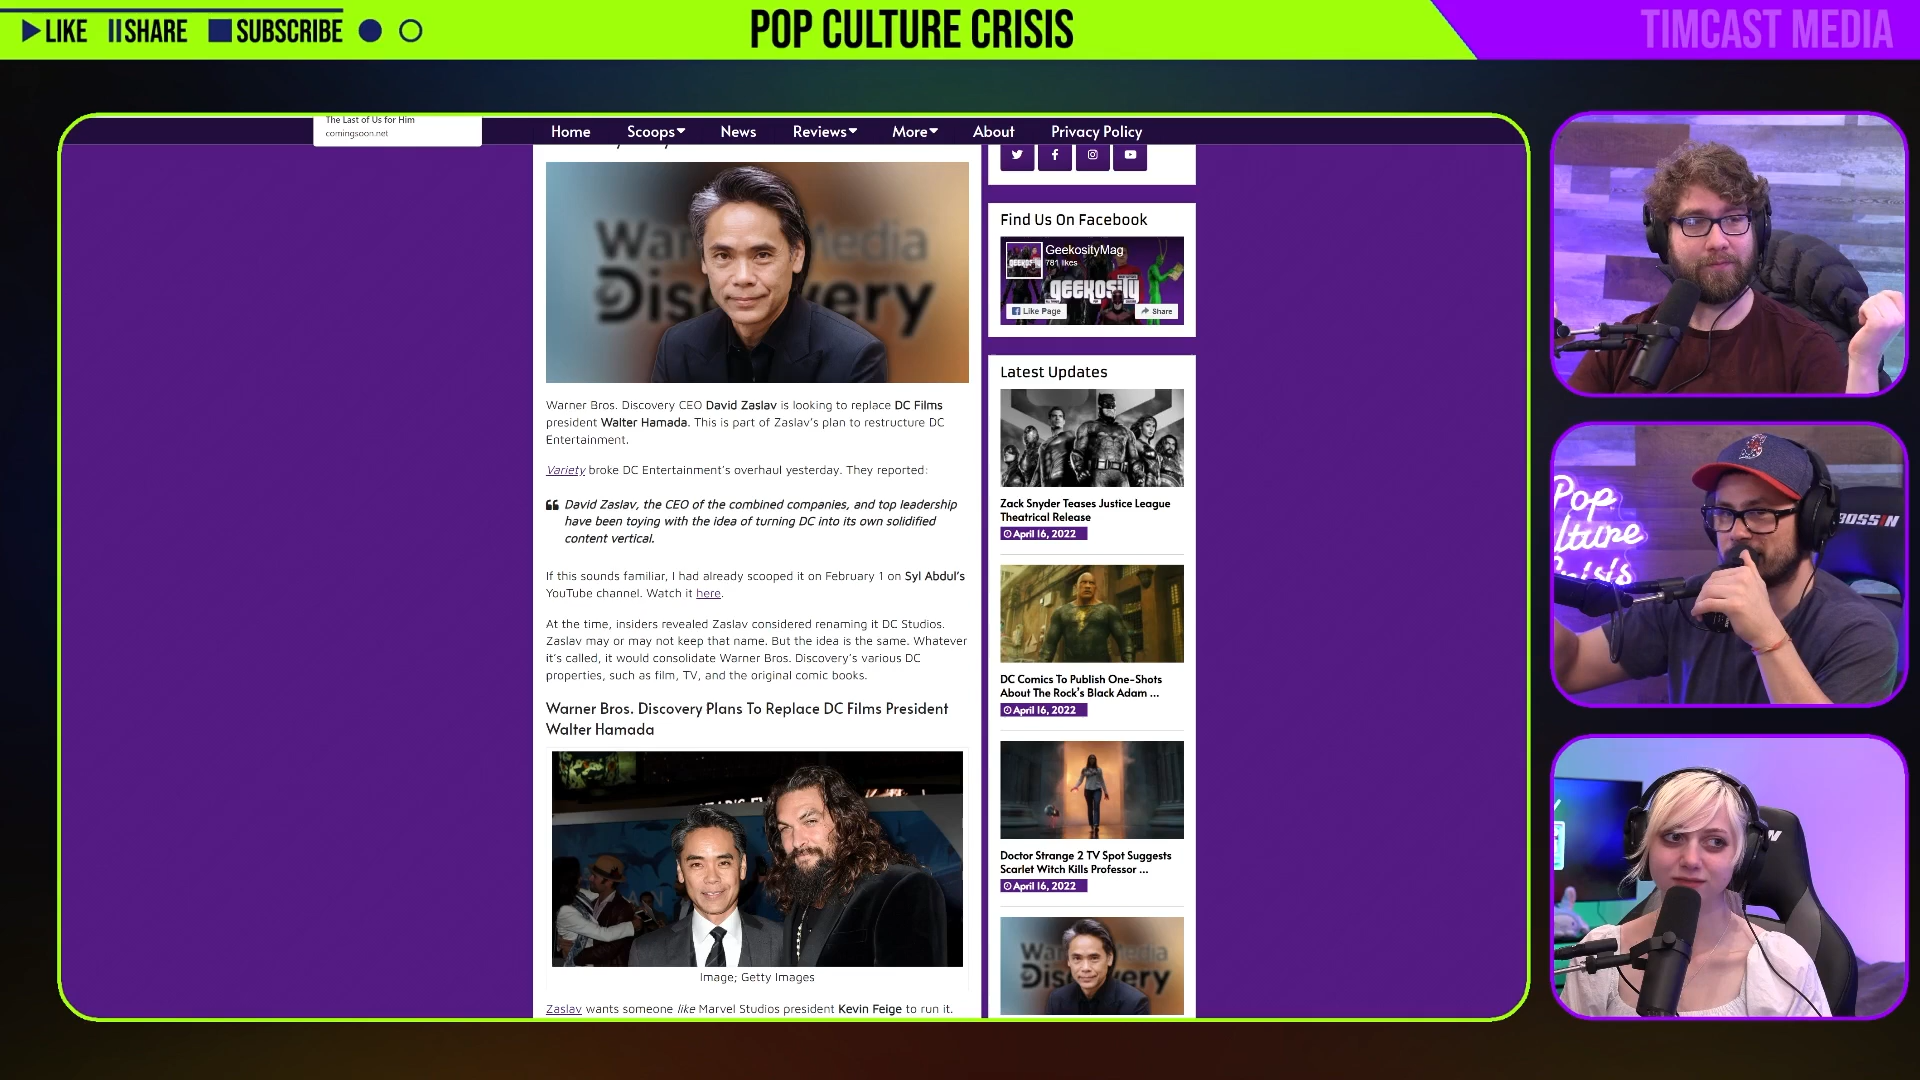 LIKE SHARE SUBSCRIBE
POP CULTURE CRISIS
TIMCAST MEDIA
The Last of Us for Him
comingsoon.net
Home Scoops News Reviews More About Privacy Policy
Discovery
Warner Bros. Discovery CEO David Zaslav is looking to replace DC Films
president Walter Hamada. This is part of Zaslav's plan to restructure DC
Entertainment.
Variety broke DC Entertainment's overhaul yesterday. They reported:
David Zaslav, the CEO of the combined companies, and top leadership
have been toying with the idea of turning DC into its own solidified
content vertical.
If this sounds familiar, I had already scooped it on February 1 on Syl Abdul's
YouTube channel. Watch it here.
At the time, insiders revealed Zaslav considered renaming it DC Studios.
Zaslav may or may not keep that name. But the idea is the same. Whatever
it's called, it would consolidate Warner Bros. Discovery's various DC
properties, such as film, TV, and the original comic books.
Warner Bros. Discovery Plans To Replace DC Films President
Walter Hamada
Image; Getty Images
Zaslav wants someone like Marvel Studios president Kevin Feige to run it.
Find Us On Facebook
GeekosityMag
781 likes
GEEKOSITY
GEEKOSITY
Like Page
Share
Latest Updates
Zack Snyder Teases Justice League
Theatrical Release
April 16, 2022
DC Comics To Publish One-Shots
About The Rock's Black Adam ...
April 16, 2022
Doctor Strange 2 TV Spot Suggests
Scarlet Witch Kills Professor ...
April 16, 2022
Discovery
Pop
lture
Crisis
BOSSIN